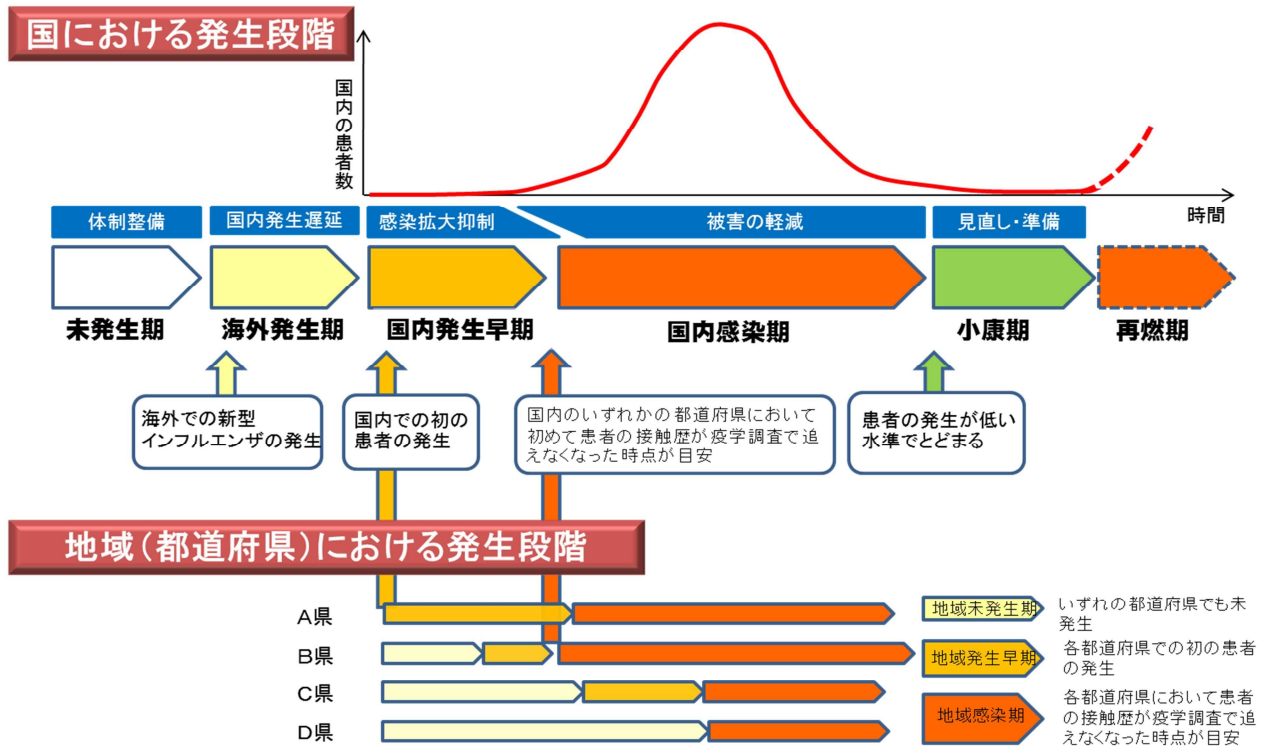 国における発生段階
国内の患者数
時間
体制整備
国内発生遅延
感染拡大抑制
被害の軽減
見直し・準備
未発生期
海外発生期
国内発生早期
国内感染期
小康期
再燃期
海外での新型
インフルエンザの発生
国内での初の
患者の発生
国内のいずれかの都道府県において
初めて患者の接触歴が疫学調査で追
えなくなった時点が目安
患者の発生が低い
水準でとどまる
地域(都道府県)における発生段階
A県
B県
C県
D県
地域未発生期
いずれの都道府県でも未
発生
地域発生早期
各都道府県での初の患者
の発生
地域感染期
各都道府県において患者
の接触歴が疫学調査で追
えなくなった時点が目安